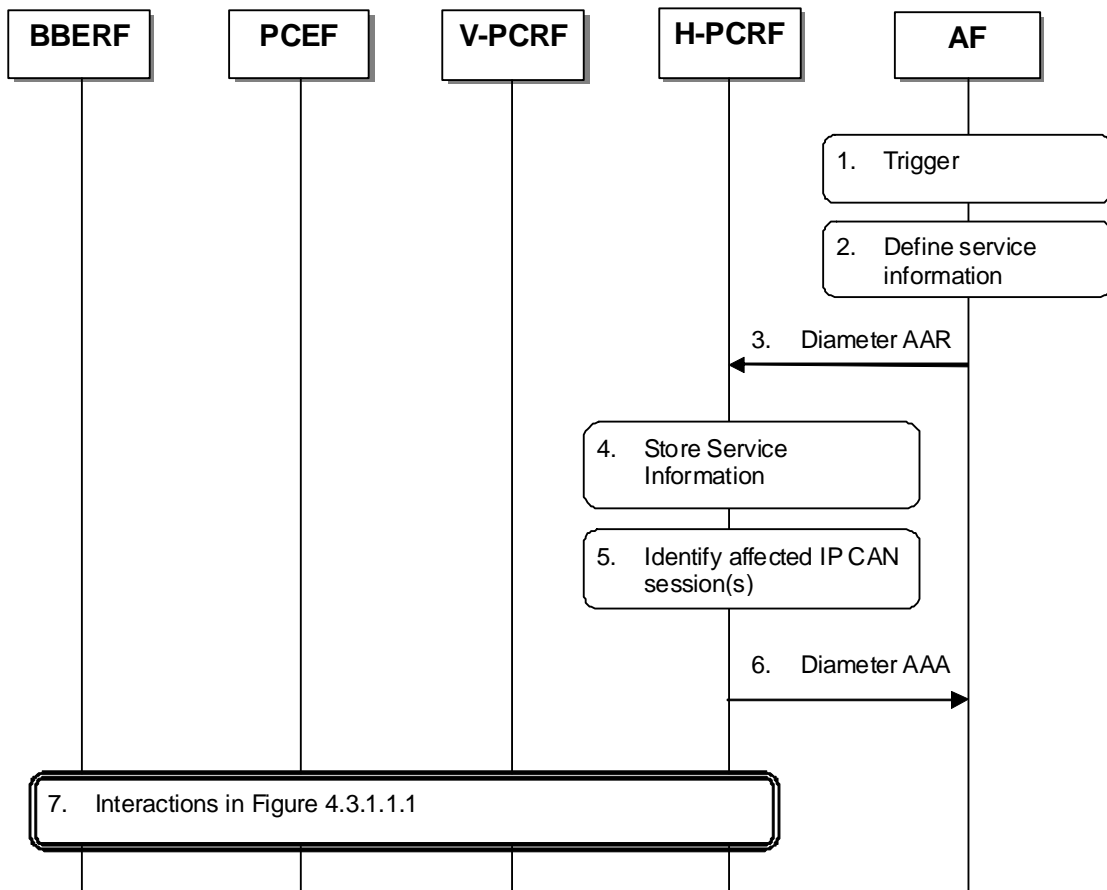 BBERF PCEF V-PCRF H-PCRF AF
1. Trigger
2. Define service
information
3. Diameter AAR
4. Store Service
Information
5. Identify affected IP CAN
session(s)
6. Diameter AAA
7. Interactions in Figure 4.3.1.1.1